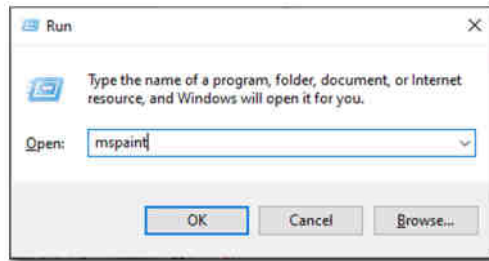 Run
Type the name of a program, folder, document, or Internet
resource, and Windows will open it for you.
Open: mspaint
OK Cancel Browse...